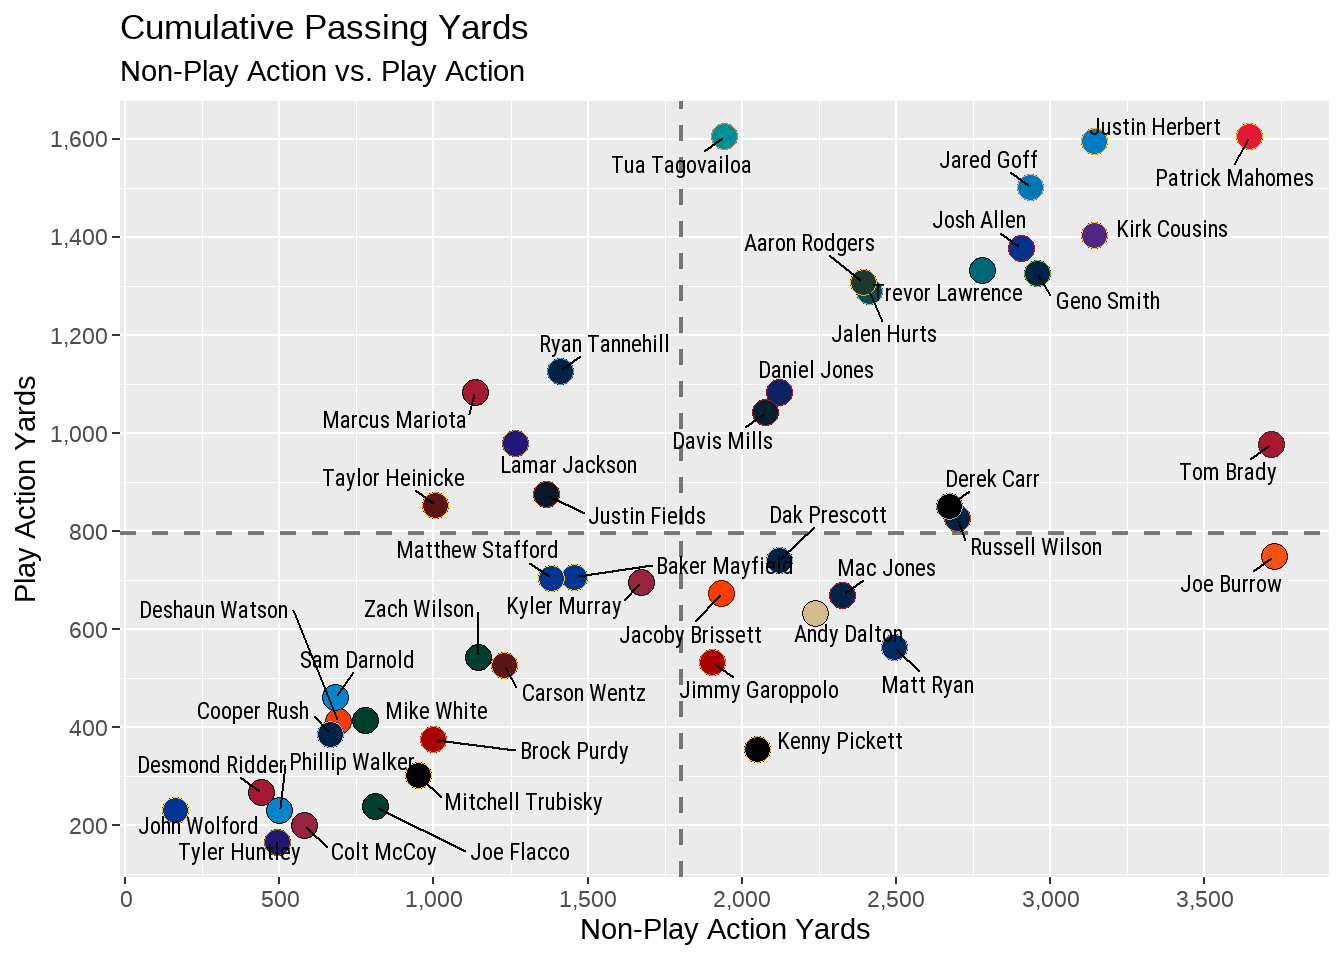 Cumulative Passing Yards
Non-Play Action vs. Play Action
Play Action Yards
1,600
1,400
1,200
1,000
800
600
400
200
Justin Herbert
Tua Tagovailoa
Jared Goff
Patrick Mahomes
Josh Allen
Kirk Cousins
Aaron Rodgers
Trevor Lawrence
Geno Smith
Jalen Hurts
Ryan Tannehill
Daniel Jones
Marcus Mariota
Davis Mills
Lamar Jackson
Tom Brady
Taylor Heinicke
Derek Carr
Justin Fields
Dak Prescott
Russell Wilson
Matthew Stafford
Baker Mayfield
Mac Jones
Joe Burrow
Deshaun Watson
Zach Wilson
Kyler Murray
Jacoby Brissett
Andy Dalton
Sam Darnold
Carson Wentz
Jimmy Garoppolo
Matt Ryan
Cooper Rush
Mike White
Brock Purdy
Kenny Pickett
Desmond Ridder
Phillip Walker
Mitchell Trubisky
John Wolford
Tyler Huntley
Colt McCoy
Joe Flacco
0
500
1,000
1,500
2,000
2,500
3,000
3,500
Non-Play Action Yards